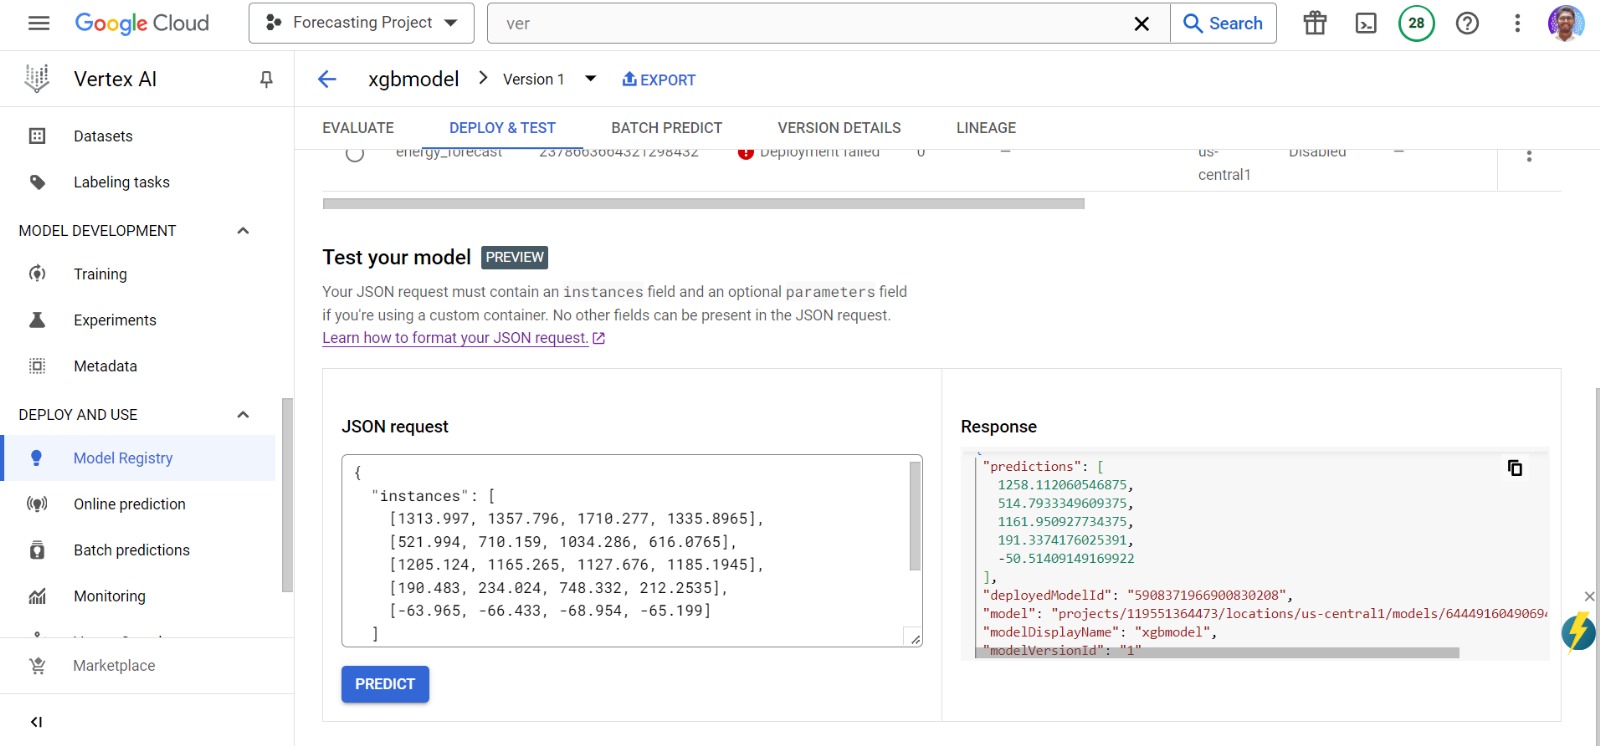 Google Cloud
Forecasting Project
ver
Search
28
Vertex AI
xgbmodel
Version 1
EXPORT
Datasets
Labeling tasks
MODEL DEVELOPMENT
Training
Experiments
Metadata
DEPLOY AND USE
Model Registry
Online prediction
Batch predictions
Monitoring
Marketplace
EVALUATE
DEPLOY & TEST
BATCH PREDICT
VERSION DETAILS
LINEAGE
energy_forecast 2378663664321298432 Deployment failed 0 — us- Disabled —
central1
Test your model PREVIEW
Your JSON request must contain an instances field and an optional parameters field
if you're using a custom container. No other fields can be present in the JSON request.
Learn how to format your JSON request.
JSON request
{
"instances": [
[1313.997, 1357.796, 1710.277, 1335.8965],
[521.994, 710.159, 1034.286, 616.0765],
[1205.124, 1165.265, 1127.676, 1185.1945],
[190.483, 234.024, 748.332, 212.2535],
[-63.965, -66.433, -68.954, -65.199]
]
PREDICT
Response
"predictions": [
1258.112060546875,
514.7933349609375,
1161.950927734375,
191.3374176025391,
-50.51409149169922
],
"deployedModelId": "5908371966900830208",
"model": "projects/119551364473/locations/us-central1/models/6444916049069
"modelDisplayName": "xgbmodel",
"modelVersionId": "1"